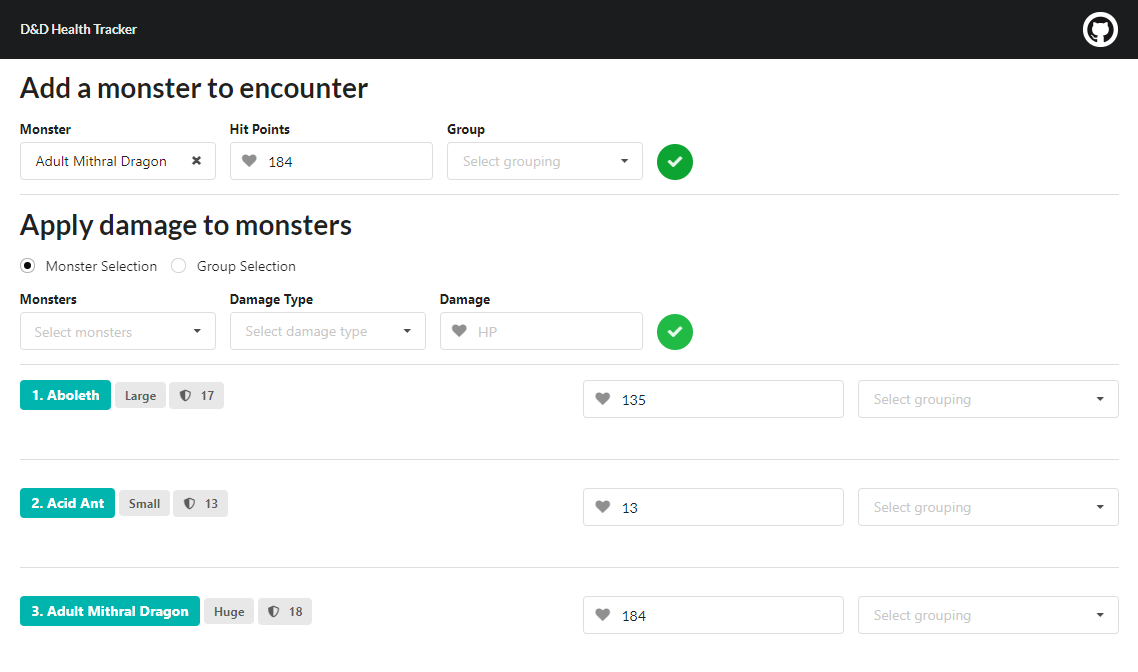 D&D Health Tracker
Add a monster to encounter
Monster Hit Points Group
Adult Mithral Dragon 184 Select grouping
Apply damage to monsters
Monster Selection Group Selection
Monsters Damage Type Damage
Select monsters Select damage type HP
1. Aboleth Large 17 135 Select grouping
2. Acid Ant Small 13 13 Select grouping
3. Adult Mithral Dragon Huge 18 184 Select grouping